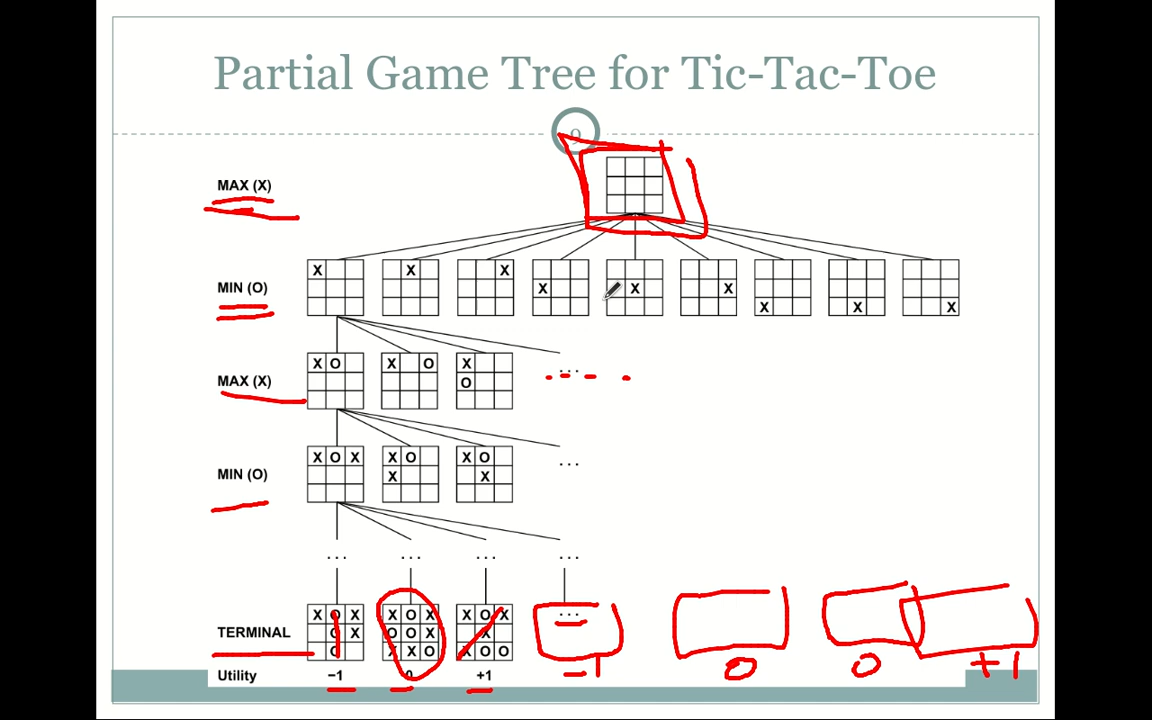 Partial Game Tree for Tic-Tac-Toe
9
MAX (X)
X X X
MIN (O) X X X
X X X
X O X O X
MAX (X) O
...
X O X X O X O
MIN (O) X X
...
... ... ... ...
X O X X O X X O X ...
TERMINAL O X O O X X
O X X O X O O
Utility −1 0 +1 -1 0 0 +1